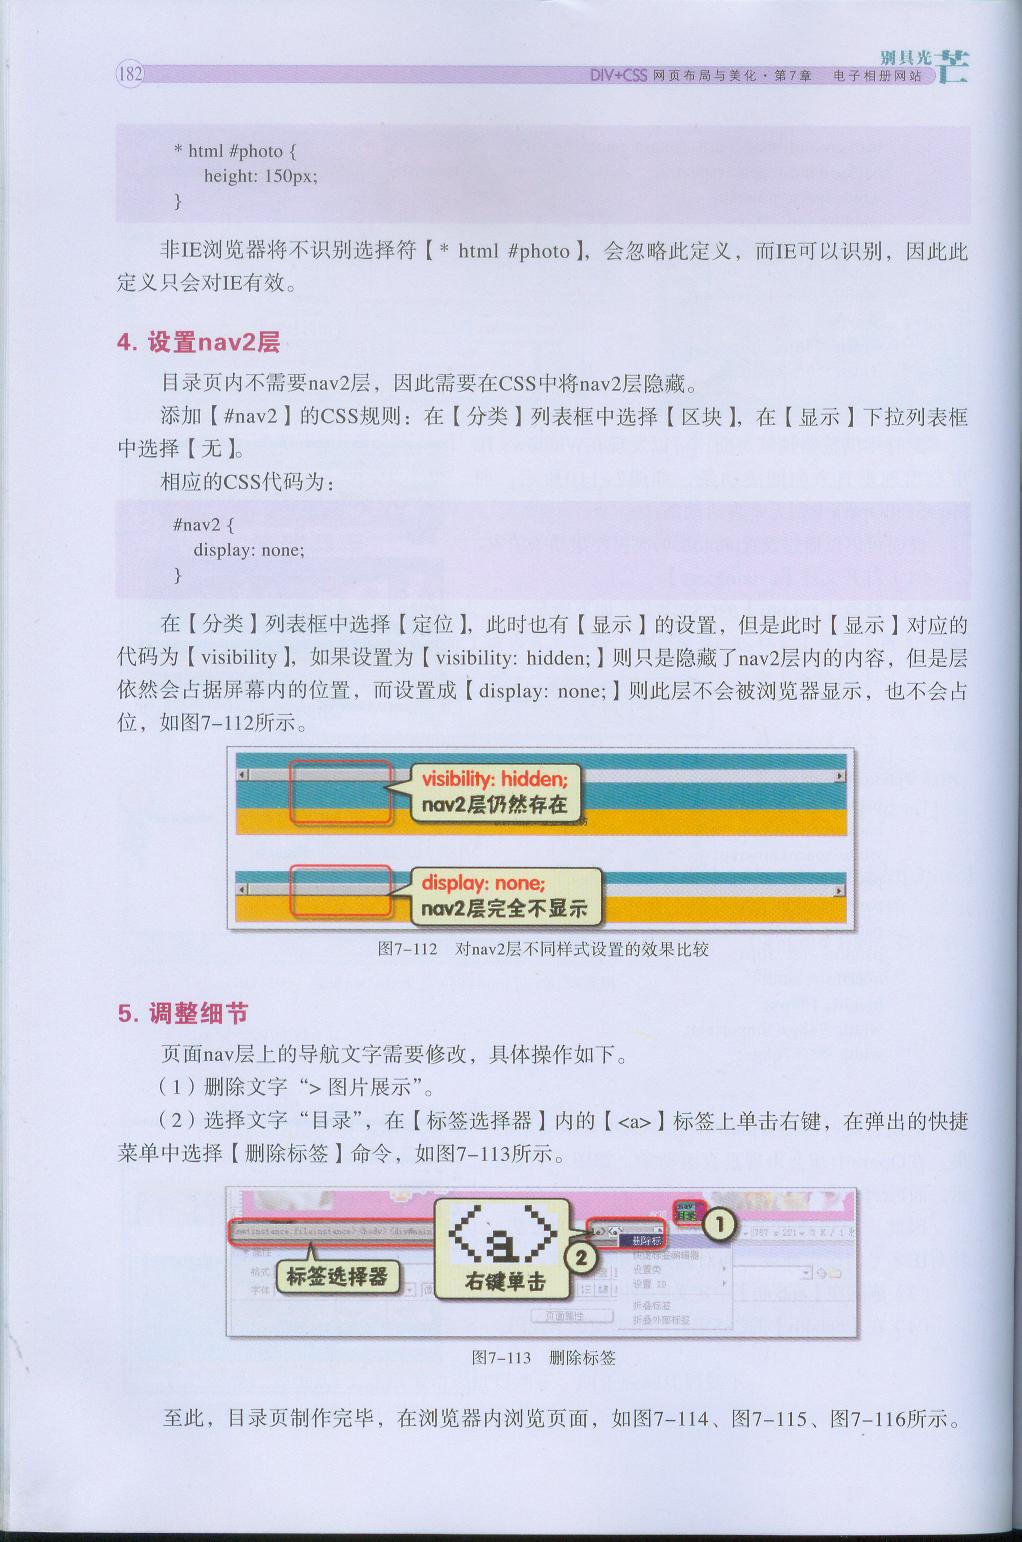 182
别具光芒
DIV+CSS 网页布局与美化·第7章 电子相册网站
* html #photo {
height: 150px;
}
非IE浏览器将不识别选择符【* html #photo】，会忽略此定义，而IE可以识别，因此此
定义只会对IE有效。
4. 设置nav2层
目录页内不需要nav2层，因此需要在CSS中将nav2层隐藏。
添加【#nav2】的CSS规则：在【分类】列表框中选择【区块】，在【显示】下拉列表框
中选择【无】。
相应的CSS代码为：
#nav2 {
display: none;
}
在【分类】列表框中选择【定位】，此时也有【显示】的设置，但是此时【显示】对应的
代码为【visibility】，如果设置为【visibility: hidden;】则只是隐藏了nav2层内的内容，但是层
依然会占据屏幕内的位置，而设置成【display: none;】则此层不会被浏览器显示，也不会占
位，如图7-112所示。
visibility: hidden;
nav2层仍然存在
display: none;
nav2层完全不显示
图7-112 对nav2层不同样式设置的效果比较
5. 调整细节
页面nav层上的导航文字需要修改，具体操作如下。
（1）删除文字“> 图片展示”。
（2）选择文字“目录”，在【标签选择器】内的【<a>】标签上单击右键，在弹出的快捷
菜单中选择【删除标签】命令，如图7-113所示。
1
<a>
2
删除标
标签选择器
右键单击
快速标签编辑器
设置类
设置 ID
折叠标签
折叠外部标签
属性
格式
字体
页面属性
图7-113 删除标签
至此，目录页制作完毕，在浏览器内浏览页面，如图7-114、图7-115、图7-116所示。